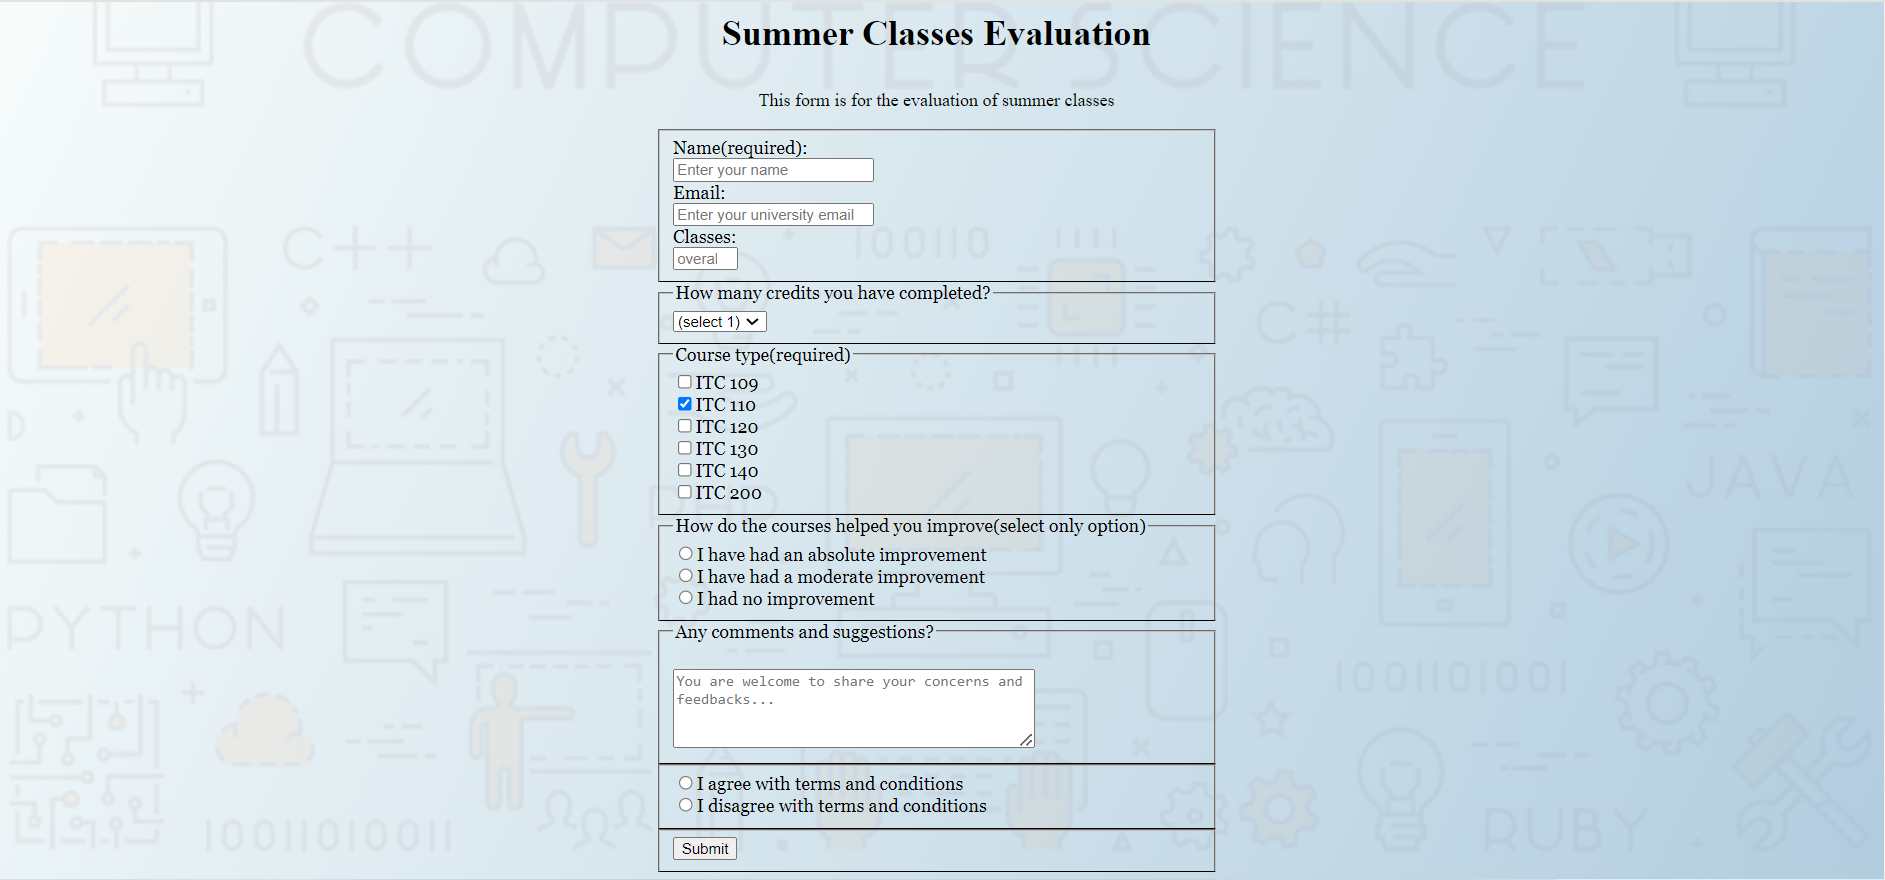 COMPUTER SCIENCE
Summer Classes Evaluation
This form is for the evaluation of summer classes
Name(required):
Enter your name
Email:
Enter your university email
Classes:
overal
How many credits you have completed?
(select 1)
Course type(required)
ITC 109
ITC 110
ITC 120
ITC 130
ITC 140
ITC 200
How do the courses helped you improve(select only option)
I have had an absolute improvement
I have had a moderate improvement
I had no improvement
Any comments and suggestions?
You are welcome to share your concerns and
feedbacks...
I agree with terms and conditions
I disagree with terms and conditions
Submit
C++
100110
C#
PHP
JAVA
PYTHON
1001101001
10011010011
RUBY